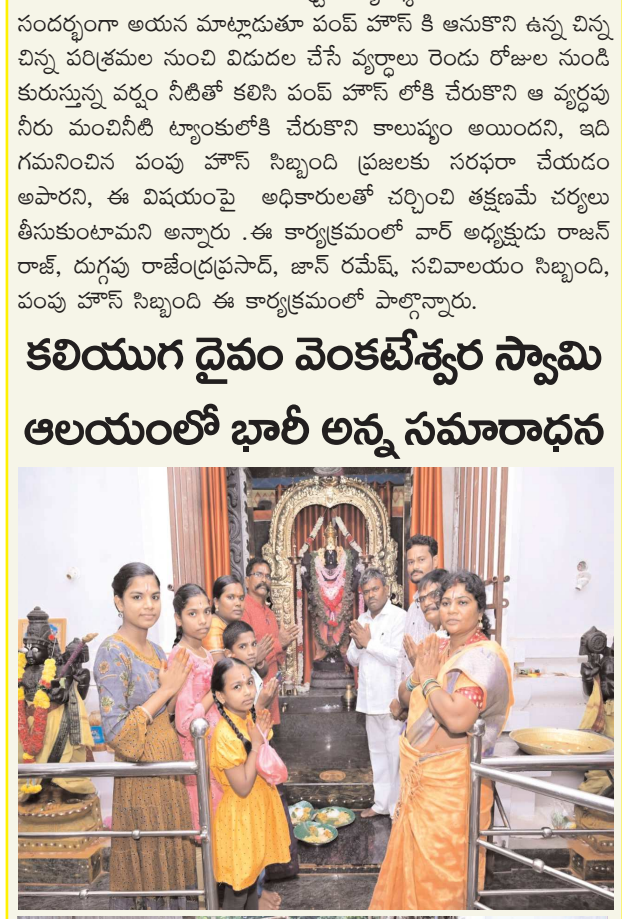 సందర్భంగా అయన మాట్లాడుతూ పంప్ హౌస్ కి ఆనుకొని ఉన్న చిన్న
చిన్న పరిశ్రమల నుంచి విడుదల చేసే వ్యర్థాలు రెండు రోజుల నుండి
కురుస్తున్న వర్షం నీటితో కలిసి పంప్ హౌస్ లోకి చేరుకొని ఆ వ్యర్థపు
నీరు మంచినీటి ట్యాంకులోకి చేరుకొని కాలుష్యం అయిందని, ఇది
గమనించిన పంపు హౌస్ సిబ్బంది ప్రజలకు సరఫరా చేయడం
అపారని, ఈ విషయంపై అధికారులతో చర్చించి తక్షణమే చర్యలు
తీసుకుంటామని అన్నారు .ఈ కార్యక్రమంలో వార్ అధ్యక్షుడు రాజన్
రాజ్, దుగ్గపు రాజేంద్రప్రసాద్, జాన్ రమేష్, సచివాలయం సిబ్బంది,
పంపు హౌస్ సిబ్బంది ఈ కార్యక్రమంలో పాల్గొన్నారు.
కలియుగ దైవం వెంకటేశ్వర స్వామి
ఆలయంలో భారీ అన్న సమారాధన